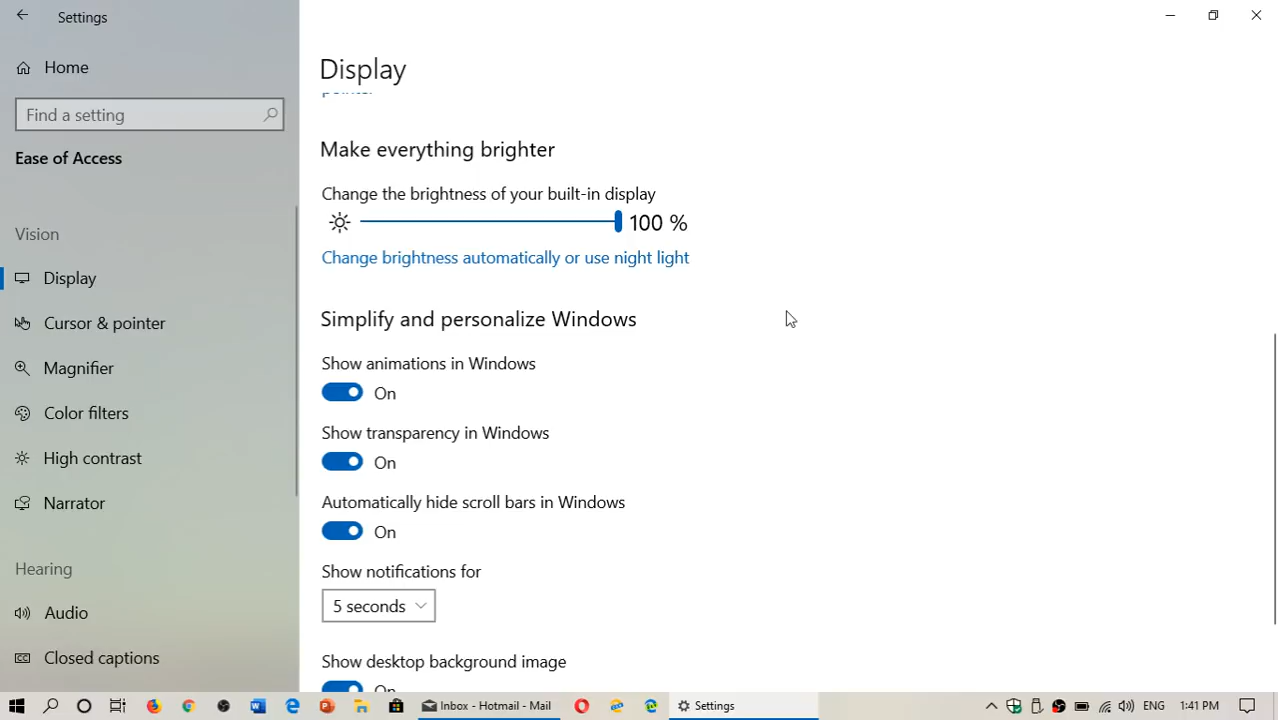 Settings
Home
Find a setting
Ease of Access
Vision
Display
Cursor & pointer
Magnifier
Color filters
High contrast
Narrator
Hearing
Audio
Closed captions
Display
pointer
Make everything brighter
Change the brightness of your built-in display
100 %
Change brightness automatically or use night light
Simplify and personalize Windows
Show animations in Windows
On
Show transparency in Windows
On
Automatically hide scroll bars in Windows
On
Show notifications for
5 seconds
Show desktop background image
On
Inbox - Hotmail - Mail
Settings
ENG
1:41 PM